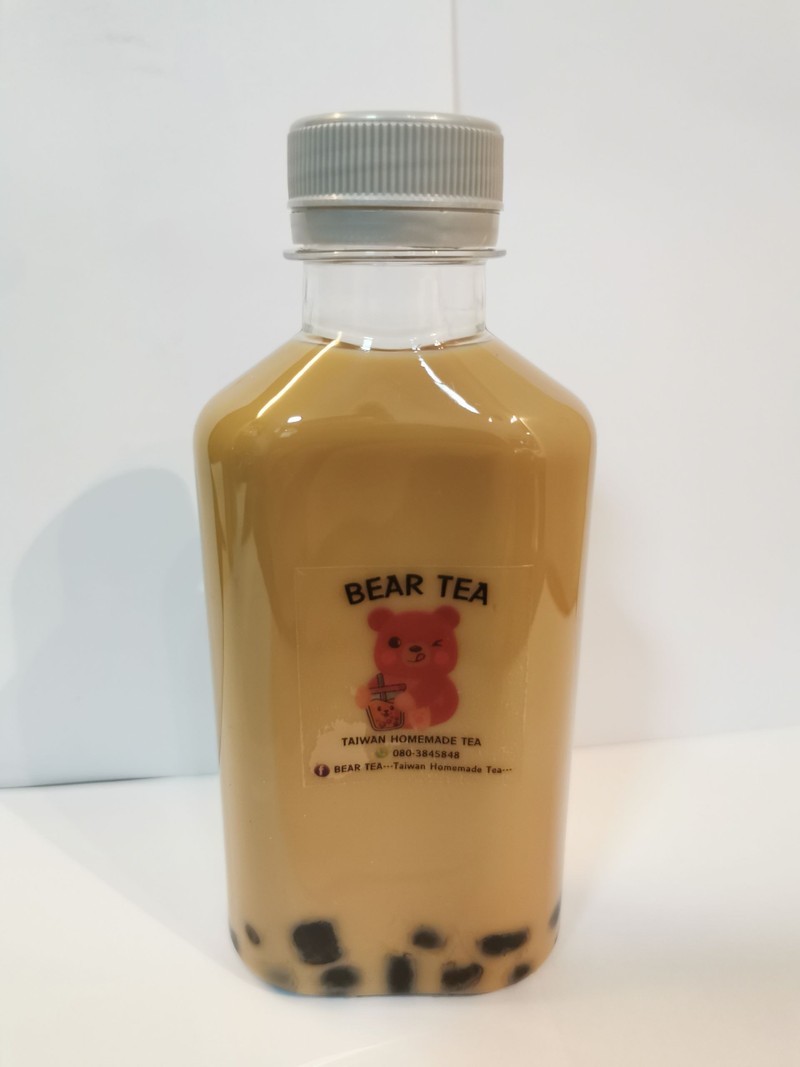 BEAR TEA
TAIWAN HOMEMADE TEA
080-3845848
BEAR TEA---Taiwan Homemade Tea---